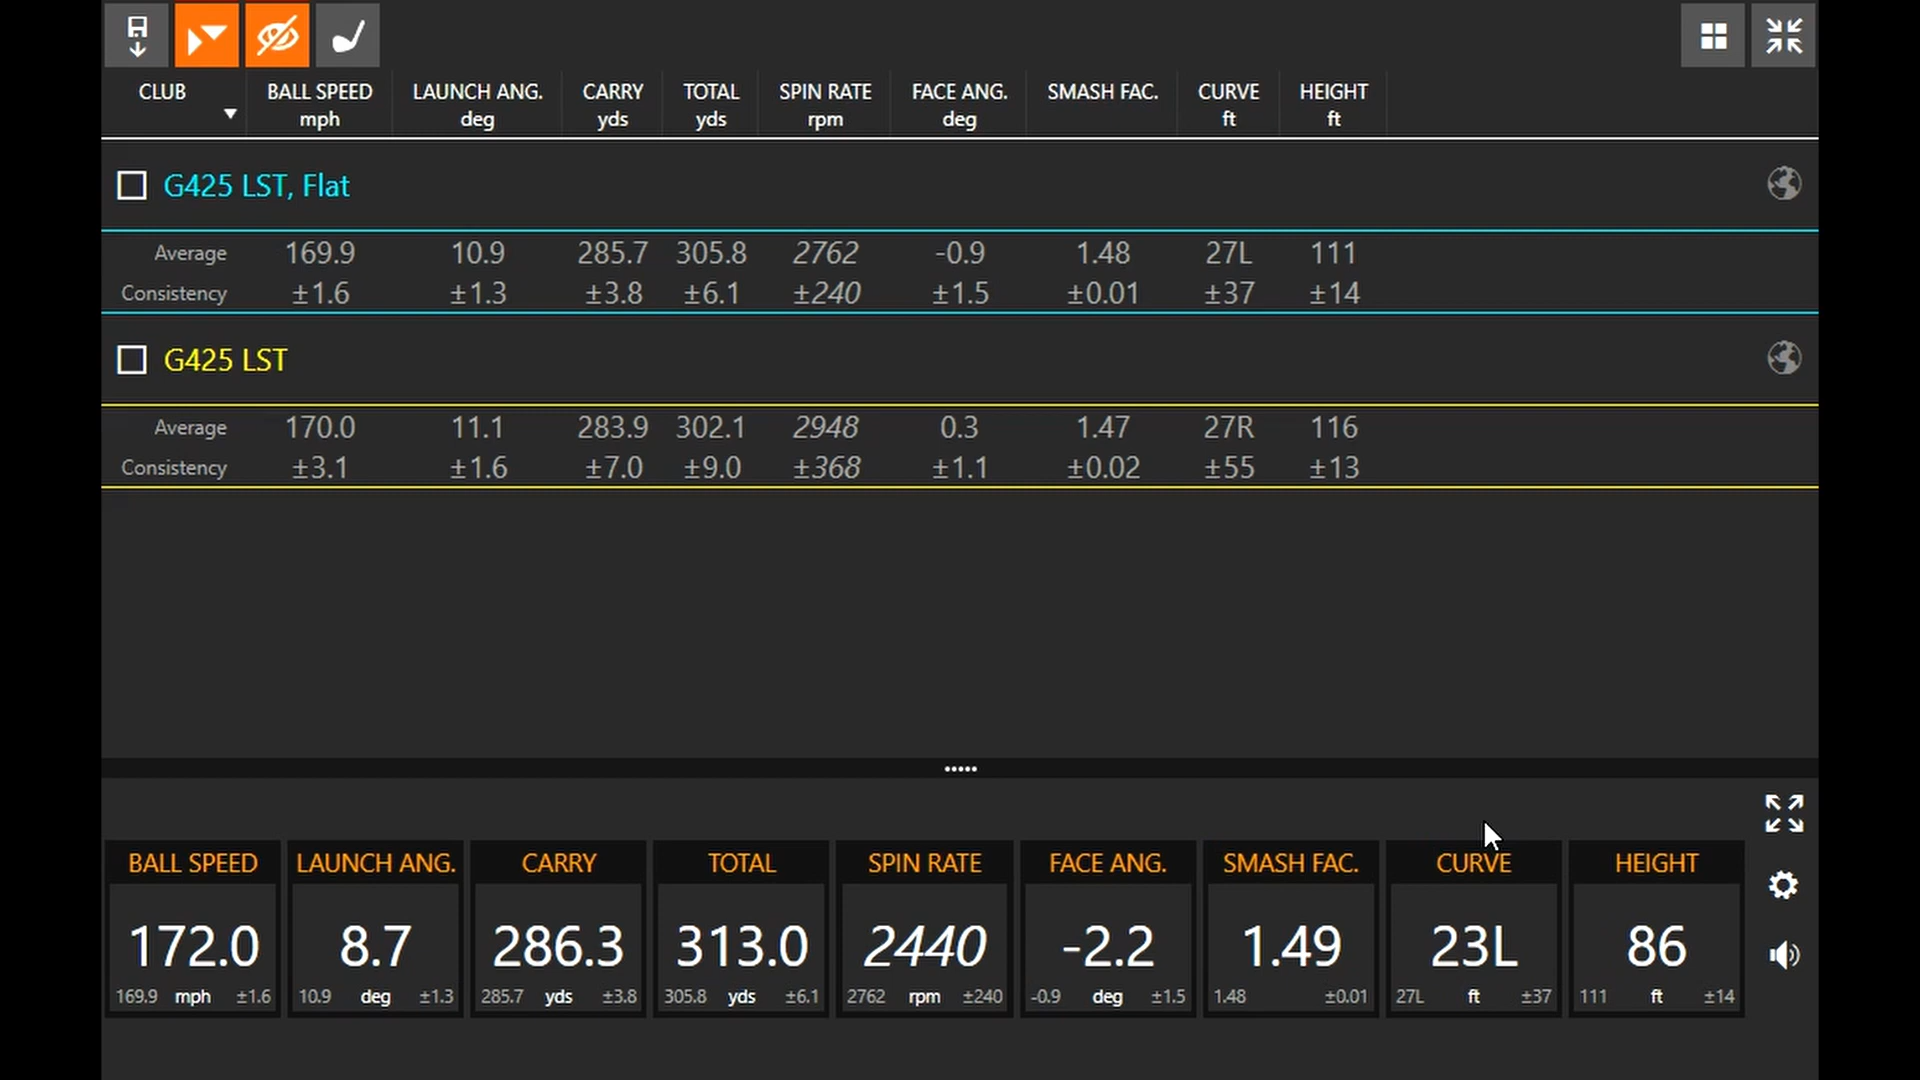 CLUB BALL SPEED LAUNCH ANG. CARRY TOTAL SPIN RATE FACE ANG. SMASH FAC. CURVE HEIGHT
mph deg yds yds rpm deg ft ft
G425 LST, Flat
Average 169.9 10.9 285.7 305.8 2762 -0.9 1.48 27L 111
Consistency ±1.6 ±1.3 ±3.8 ±6.1 ±240 ±1.5 ±0.01 ±37 ±14
G425 LST
Average 170.0 11.1 283.9 302.1 2948 0.3 1.47 27R 116
Consistency ±3.1 ±1.6 ±7.0 ±9.0 ±368 ±1.1 ±0.02 ±55 ±13
BALL SPEED LAUNCH ANG. CARRY TOTAL SPIN RATE FACE ANG. SMASH FAC. CURVE HEIGHT
172.0 8.7 286.3 313.0 2440 -2.2 1.49 23L 86
169.9 mph ±1.6 10.9 deg ±1.3 285.7 yds ±3.8 305.8 yds ±6.1 2762 rpm ±240 -0.9 deg ±1.5 1.48 ±0.01 27L ft ±37 111 ft ±14